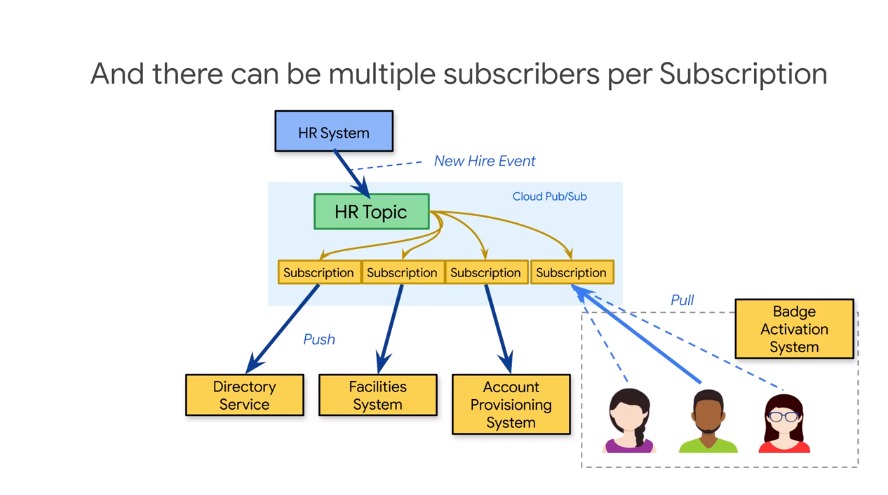 And there can be multiple subscribers per Subscription
HR System
New Hire Event
Cloud Pub/Sub
HR Topic
Subscription
Subscription
Subscription
Subscription
Pull
Badge
Activation
System
Push
Directory
Service
Facilities
System
Account
Provisioning
System